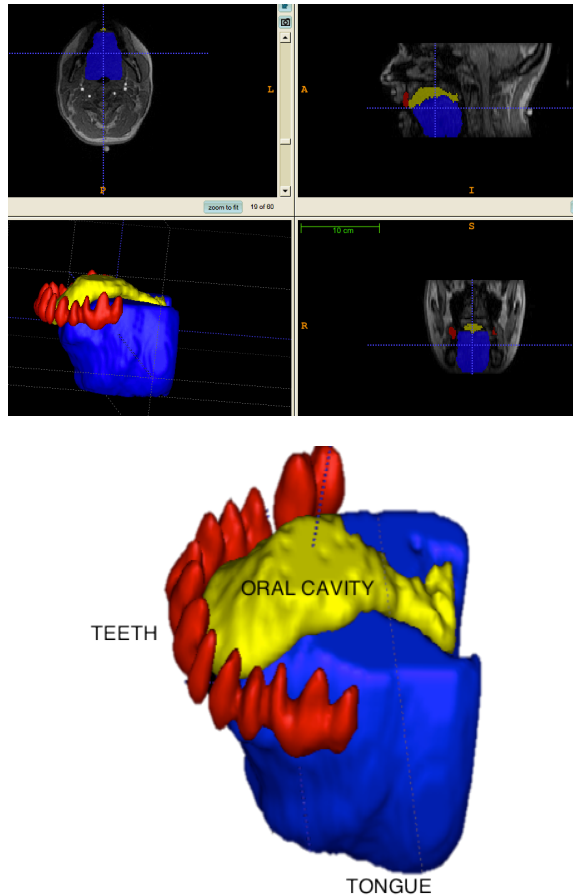 L
A
P
I
zoom to fit
19 of 60
10 cm
S
R
ORAL CAVITY
TEETH
TONGUE